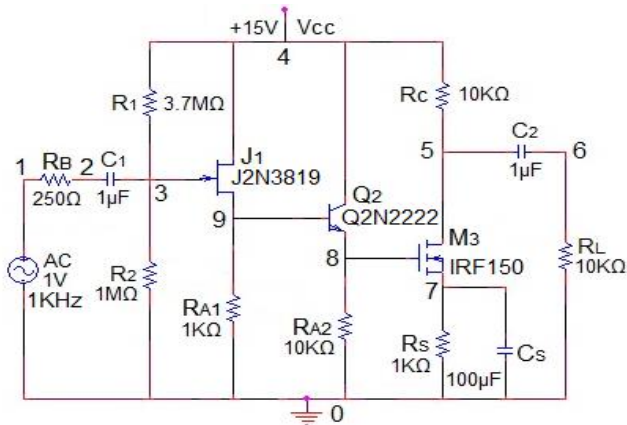 +15V Vcc
4
R1 3.7MΩ
RC 10KΩ
J1
J2N3819
1 RB 2 C1
250Ω 1µF 3
5 C2 6
1µF
9 Q2
Q2N2222
8 M3
IRF150
7
AC
1V
1KHz
R2
1MΩ
RA1
1KΩ
RA2
10KΩ
RS
1KΩ
CS
100µF
RL
10KΩ
0